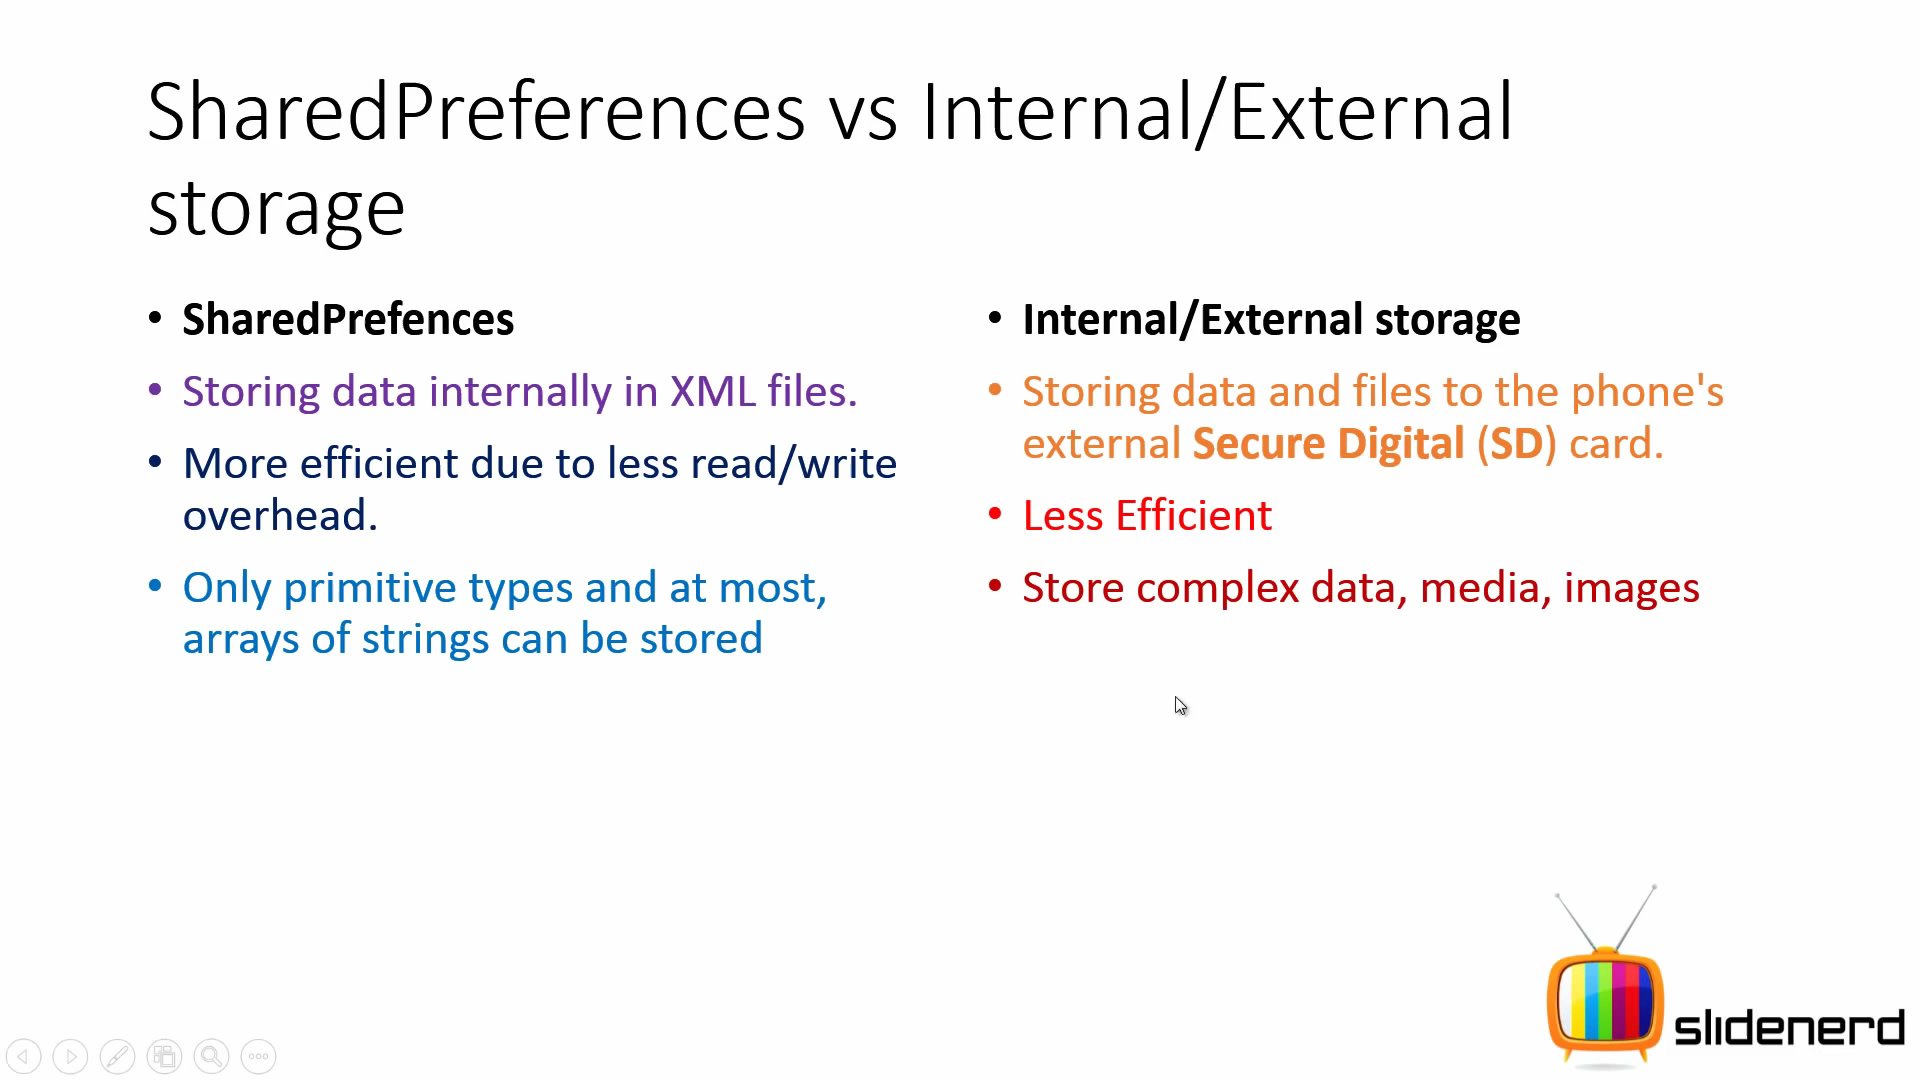 SharedPreferences vs Internal/External
storage
• SharedPrefences
• Storing data internally in XML files.
• More efficient due to less read/write
overhead.
• Only primitive types and at most,
arrays of strings can be stored
• Internal/External storage
• Storing data and files to the phone's
external Secure Digital (SD) card.
• Less Efficient
• Store complex data, media, images
slidenerd